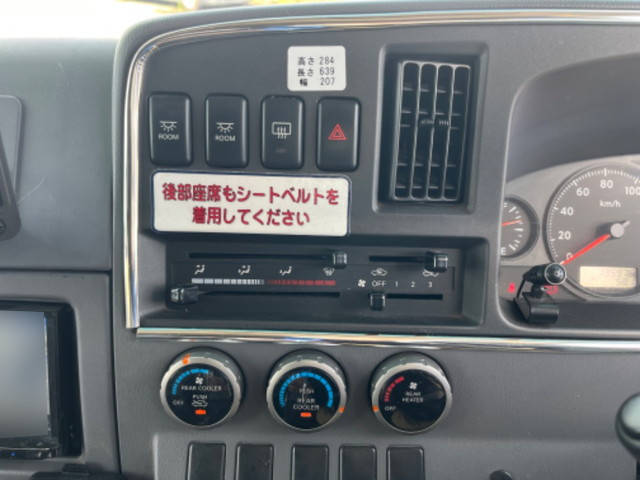 高さ 284
長さ 639
幅 207
ROOM
ROOM
後部座席もシートベルトを
着用してください
OFF 1 2 3
0 20 40 60 80 100
km/h
REAR COOLER
OFF
PUSH
PUSH
REAR
COOLER
REAR
HEATER
OFF